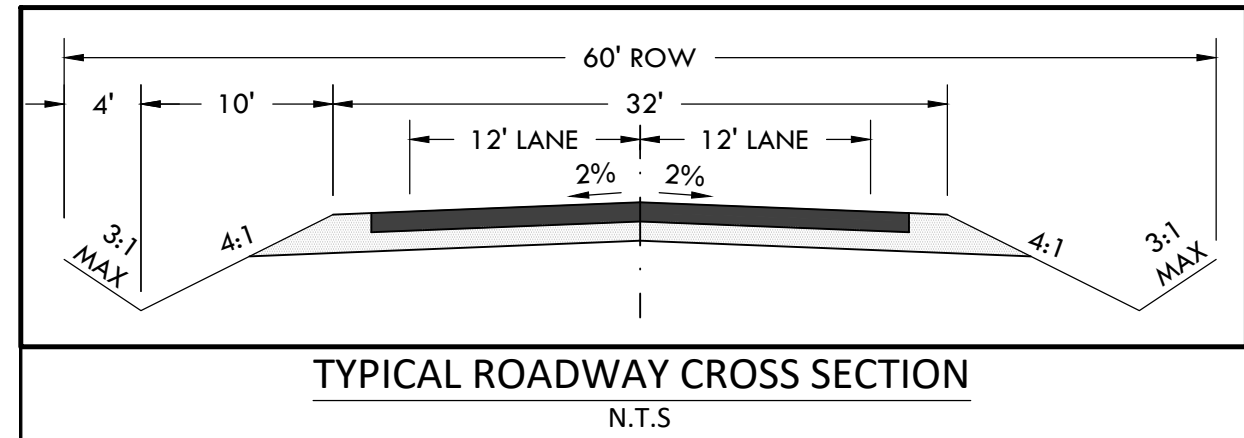 60' ROW
4' 10' 32'
12' LANE 12' LANE
2% 2%
3:1
MAX
4:1
4:1
3:1
MAX
TYPICAL ROADWAY CROSS SECTION
N.T.S